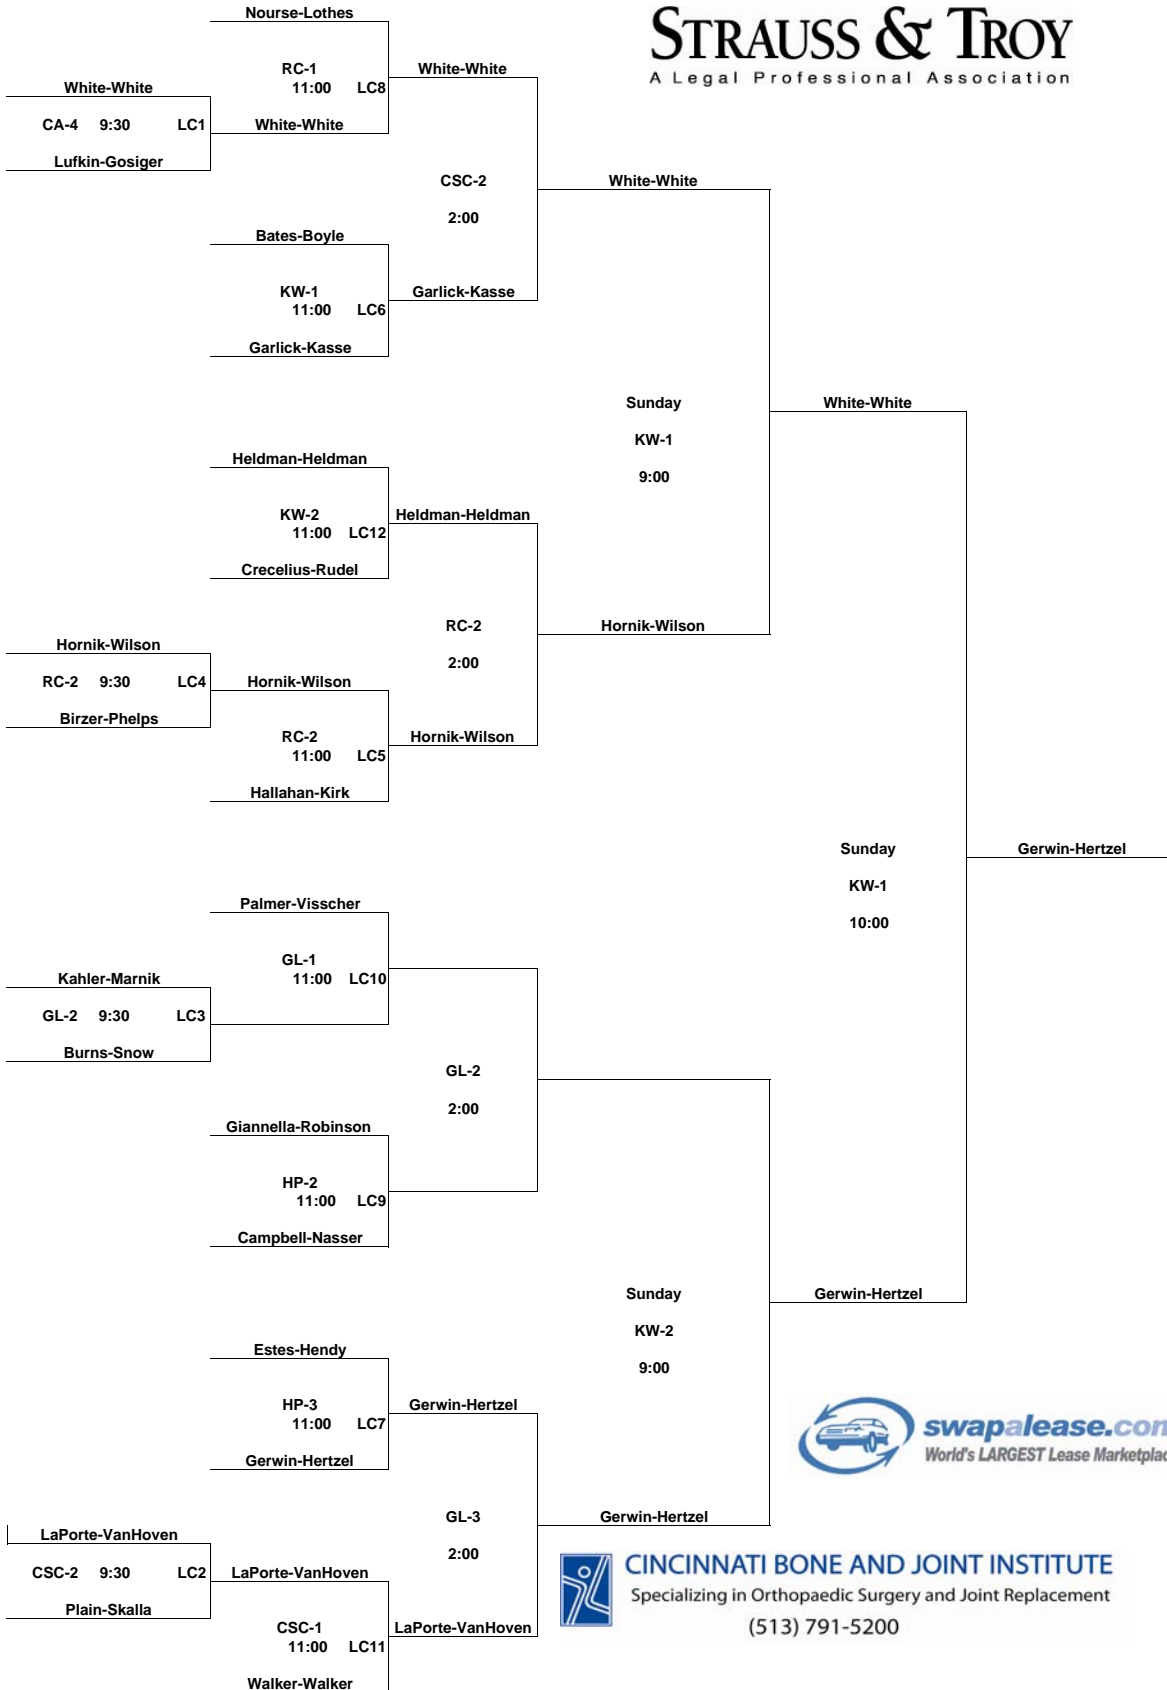 Nourse-Lothes
STRAUSS & TROY
A Legal Professional Association
RC-1
White-White
11:00 LC8
White-White
CA-4 9:30 LC1
White-White
Lufkin-Gosiger
CSC-2
White-White
2:00
Bates-Boyle
KW-1
Garlick-Kasse
11:00 LC6
Garlick-Kasse
Sunday
White-White
KW-1
Heldman-Heldman
9:00
KW-2
Heldman-Heldman
11:00 LC12
Crecelius-Rudel
RC-2
Hornik-Wilson
Hornik-Wilson
2:00
RC-2 9:30 LC4
Hornik-Wilson
Birzer-Phelps
RC-2
Hornik-Wilson
11:00 LC5
Hallahan-Kirk
Sunday
Gerwin-Hertzel
KW-1
Palmer-Visscher
10:00
GL-1
Kahler-Marnik
11:00 LC10
GL-2 9:30 LC3
Burns-Snow
GL-2
2:00
Giannella-Robinson
HP-2
11:00 LC9
Campbell-Nasser
Sunday
Gerwin-Hertzel
KW-2
Estes-Hendy
9:00
HP-3
Gerwin-Hertzel
11:00 LC7
swapalease.com
World's LARGEST Lease Marketplac
Gerwin-Hertzel
GL-3
Gerwin-Hertzel
LaPorte-VanHoven
2:00
CSC-2 9:30 LC2
LaPorte-VanHoven
Plain-Skalla
CINCINNATI BONE AND JOINT INSTITUTE
Specializing in Orthopaedic Surgery and Joint Replacement
(513) 791-5200
CSC-1
LaPorte-VanHoven
11:00 LC11
Walker-Walker